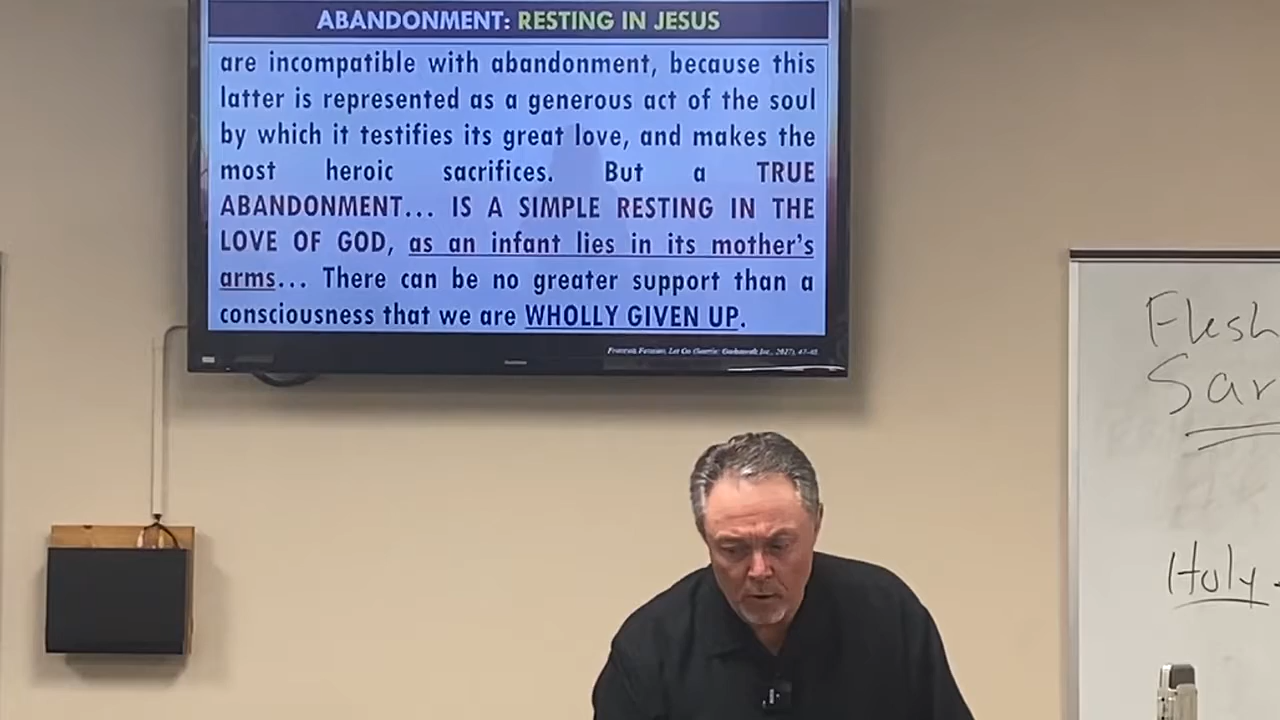 ABANDONMENT: RESTING IN JESUS
are incompatible with abandonment, because this
latter is represented as a generous act of the soul
by which it testifies its great love, and makes the
most heroic sacrifices. But a TRUE
ABANDONMENT... IS A SIMPLE RESTING IN THE
LOVE OF GOD, as an infant lies in its mother's
arms... There can be no greater support than a
consciousness that we are WHOLLY GIVEN UP.
Let Go
Flesh
Sar
Holy -